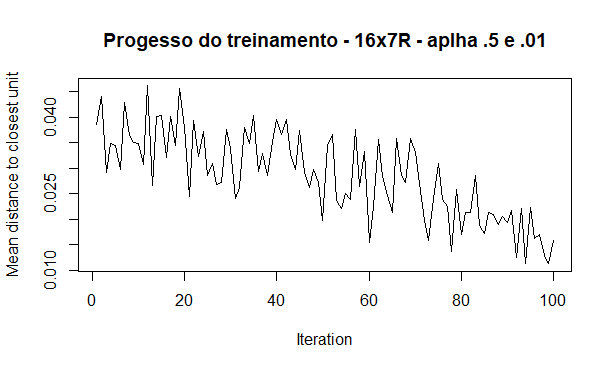 Progesso do treinamento - 16x7R - aplha .5 e .01
Mean distance to closest unit
0.040
0.025
0.010
0 20 40 60 80 100
Iteration